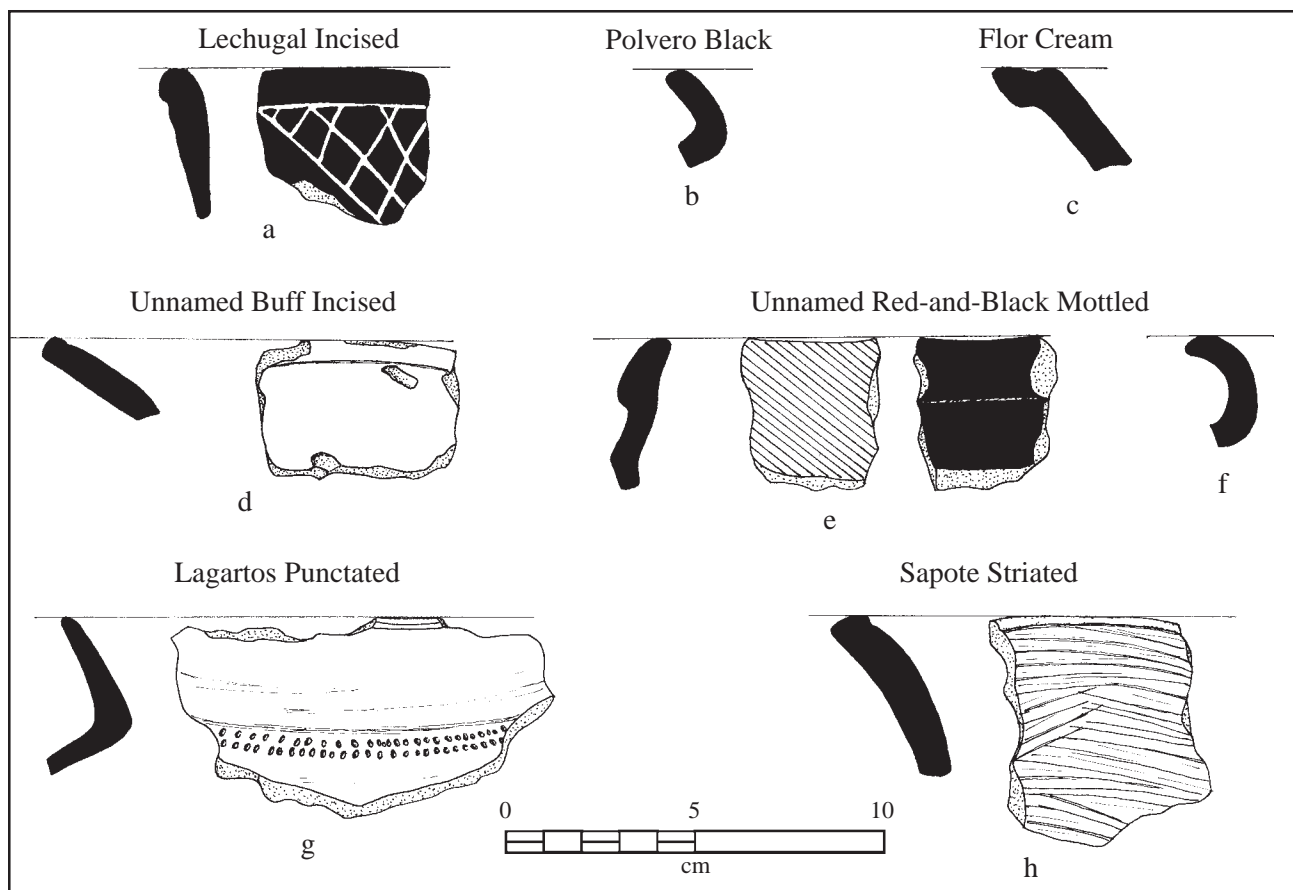 Lechugal Incised
Polvero Black
Flor Cream
a
b
c
Unnamed Buff Incised
Unnamed Red-and-Black Mottled
d
e
f
Lagartos Punctated
Sapote Striated
g
0 5 10
cm
h